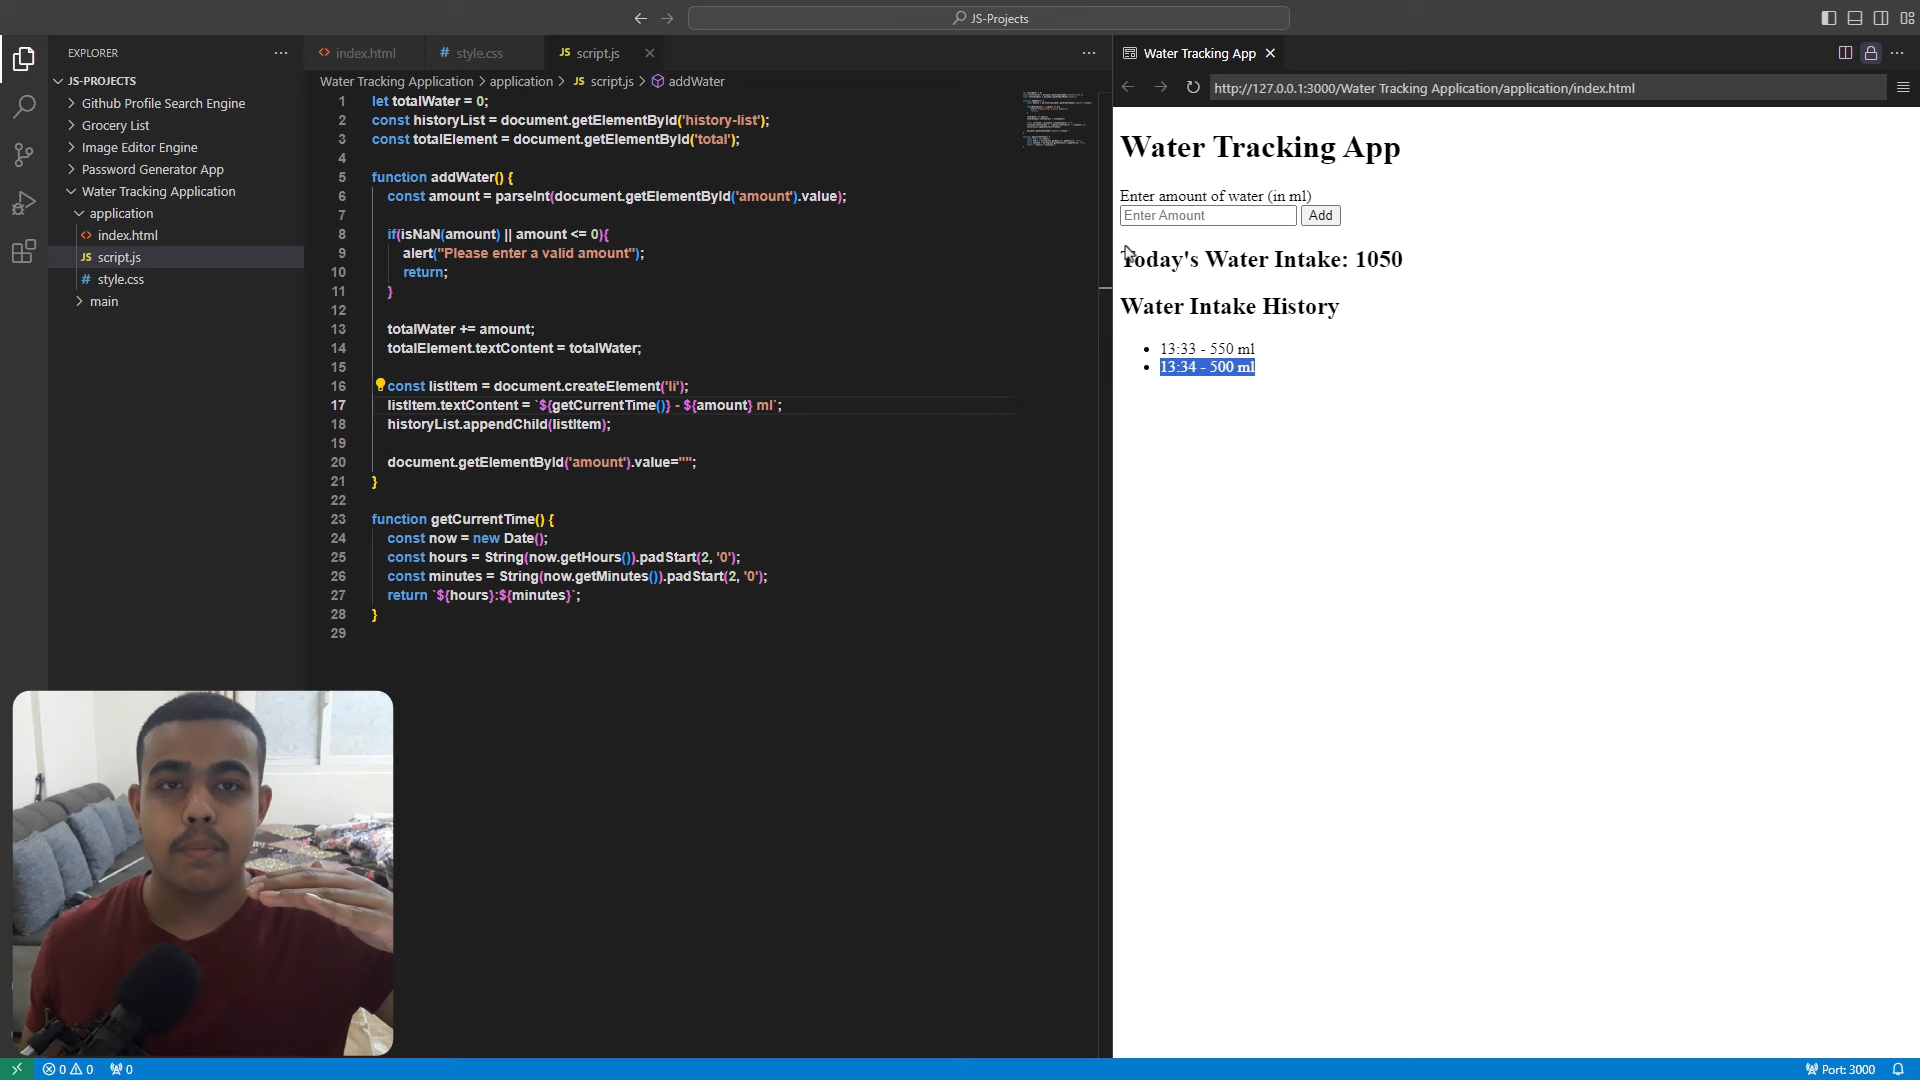 JS-Projects
EXPLORER
JS-PROJECTS
Github Profile Search Engine
Grocery List
Image Editor Engine
Password Generator App
Water Tracking Application
application
index.html
JS script.js
# style.css
main
index.html
# style.css
JS script.js
Water Tracking Application > application > JS script.js > addWater
1 let totalWater = 0;
2 const historyList = document.getElementById('history-list');
3 const totalElement = document.getElementById('total');
4
5 function addWater() {
6 const amount = parseInt(document.getElementById('amount').value);
7
8 if(isNaN(amount) || amount <= 0){
9 alert("Please enter a valid amount");
10 return;
11 }
12
13 totalWater += amount;
14 totalElement.textContent = totalWater;
15
16 const listItem = document.createElement('li');
17 listItem.textContent = `${getCurrentTime()} - ${amount} ml`;
18 historyList.appendChild(listItem);
19
20 document.getElementById('amount').value="";
21 }
22
23 function getCurrentTime() {
24 const now = new Date();
25 const hours = String(now.getHours()).padStart(2, '0');
26 const minutes = String(now.getMinutes()).padStart(2, '0');
27 return `${hours}:${minutes}`;
28 }
29
Water Tracking App
http://127.0.0.1:3000/Water Tracking Application/application/index.html
Water Tracking App
Enter amount of water (in ml)
Enter Amount Add
Today's Water Intake: 1050
Water Intake History
• 13:33 - 550 ml
• 13:34 - 500 ml
0 0 0
Port: 3000